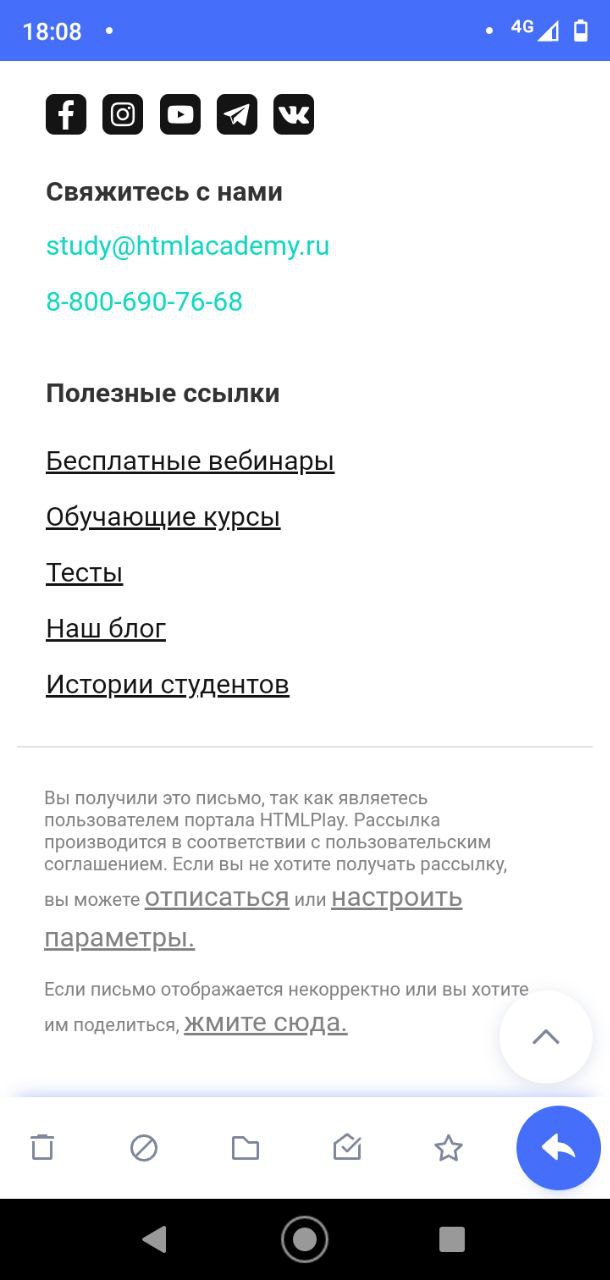 18:08
4G
Свяжитесь с нами
study@htmlacademy.ru
8-800-690-76-68
Полезные ссылки
Бесплатные вебинары
Обучающие курсы
Тесты
Наш блог
Истории студентов
Вы получили это письмо, так как являетесь
пользователем портала HTMLPlay. Рассылка
производится в соответствии с пользовательским
соглашением. Если вы не хотите получать рассылку,
вы можете отписаться или настроить
параметры.
Если письмо отображается некорректно или вы хотите
им поделиться, жмите сюда.